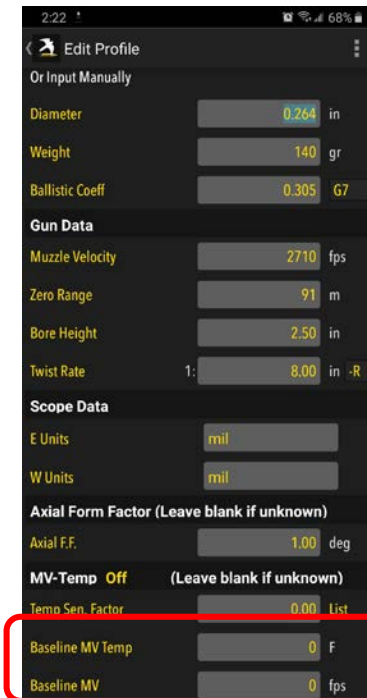 2:22 68%
Edit Profile
Or Input Manually
Diameter 0.264 in
Weight 140 gr
Ballistic Coeff 0.305 G7
Gun Data
Muzzle Velocity 2710 fps
Zero Range 91 m
Bore Height 2.50 in
Twist Rate 1: 8.00 in -R
Scope Data
E Units mil
W Units mil
Axial Form Factor (Leave blank if unknown)
Axial F.F. 1.00 deg
MV-Temp Off (Leave blank if unknown)
Temp Sen. Factor 0.00 List
Baseline MV Temp 0 F
Baseline MV 0 fps